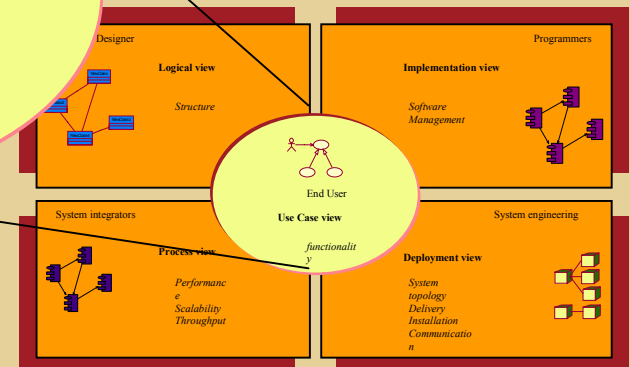 Designer
Logical view
Structure
Programmers
Implementation view
Software
Management
End User
Use Case view
functionalit
y
System integrators
Process view
Performanc
e
Scalability
Throughput
System engineering
Deployment view
System
topology
Delivery
Installation
Communicatio
n